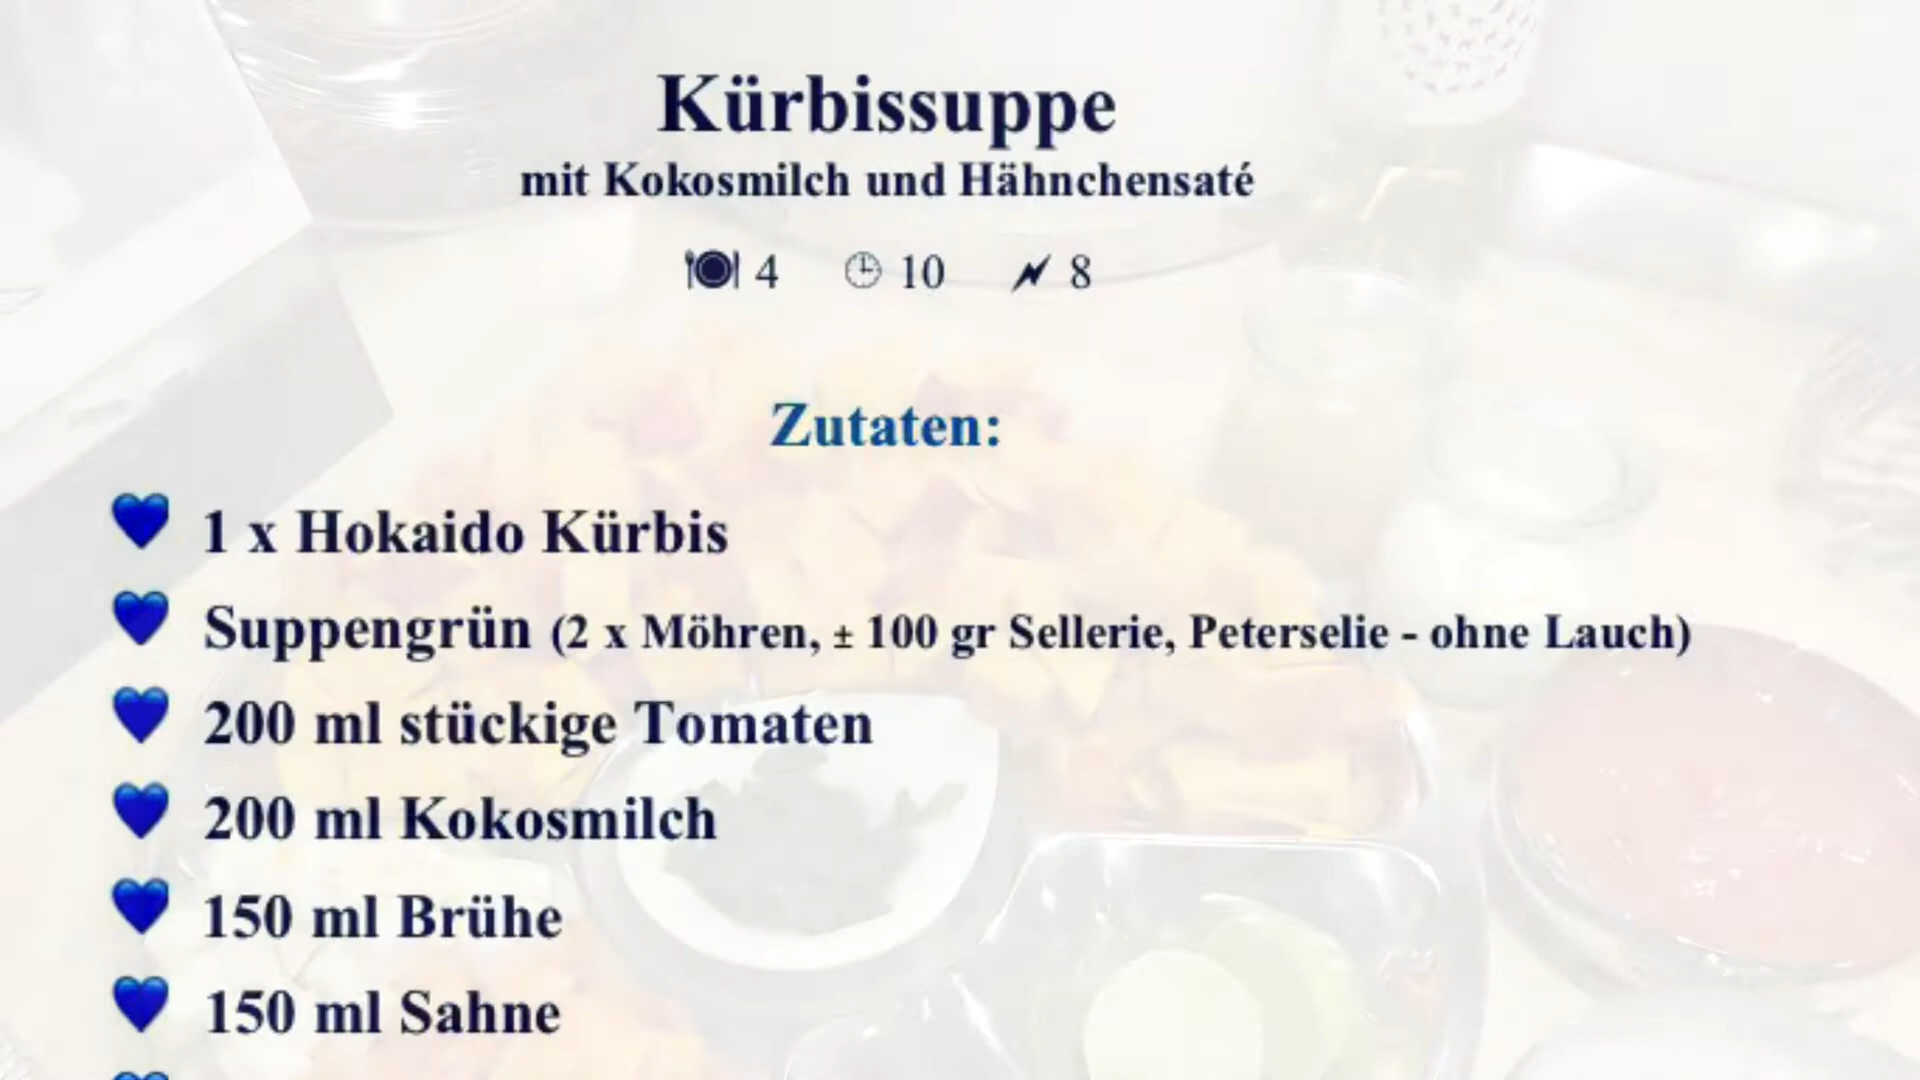 Kürbissuppe
mit Kokosmilch und Hähnchensaté
🍽 4 🕒 10 🗲 8
Zutaten:
💙 1 x Hokaido Kürbis
💙 Suppengrün (2 x Möhren, ± 100 gr Sellerie, Peterselie - ohne Lauch)
💙 200 ml stückige Tomaten
💙 200 ml Kokosmilch
💙 150 ml Brühe
💙 150 ml Sahne